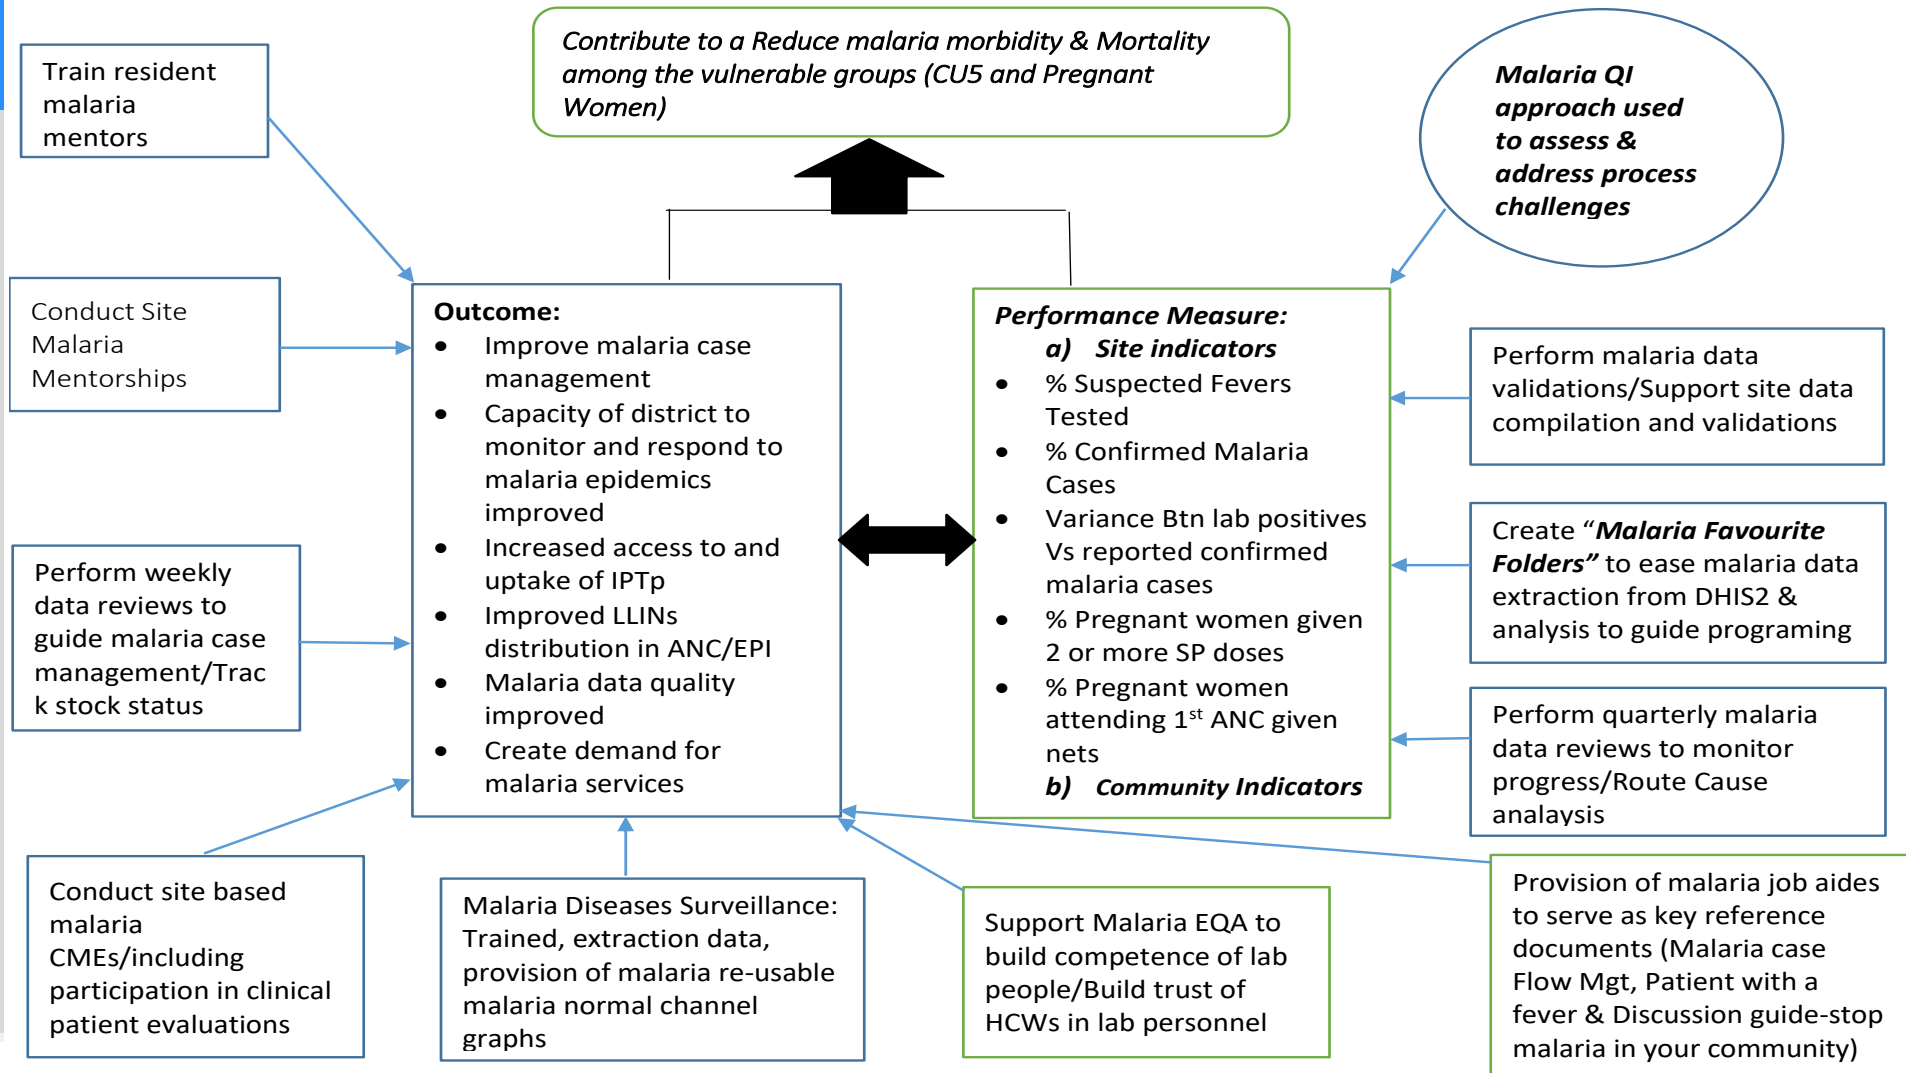 Contribute to a Reduce malaria morbidity & Mortality
among the vulnerable groups (CU5 and Pregnant
Women)
Train resident
malaria
mentors
Malaria QI
approach used
to assess &
address process
challenges
Conduct Site
Malaria
Mentorships
Perform weekly
data reviews to
guide malaria case
management/Trac
k stock status
Outcome:
• Improve malaria case
management
• Capacity of district to
monitor and respond to
malaria epidemics
improved
• Increased access to and
uptake of IPTp
• Improved LLINs
distribution in ANC/EPI
• Malaria data quality
improved
• Create demand for
malaria services
Performance Measure:
a) Site indicators
• % Suspected Fevers
Tested
• % Confirmed Malaria
Cases
• Variance Btn lab positives
Vs reported confirmed
malaria cases
• % Pregnant women given
2 or more SP doses
• % Pregnant women
attending 1st ANC given
nets
b) Community Indicators
Perform malaria data
validations/Support site data
compilation and validations
Create “Malaria Favourite
Folders” to ease malaria data
extraction from DHIS2 &
analysis to guide programing
Perform quarterly malaria
data reviews to monitor
progress/Route Cause
analaysis
Conduct site based
malaria
CMEs/including
participation in clinical
patient evaluations
Malaria Diseases Surveillance:
Trained, extraction data,
provision of malaria re-usable
malaria normal channel
graphs
Support Malaria EQA to
build competence of lab
people/Build trust of
HCWs in lab personnel
Provision of malaria job aides
to serve as key reference
documents (Malaria case
Flow Mgt, Patient with a
fever & Discussion guide-stop
malaria in your community)